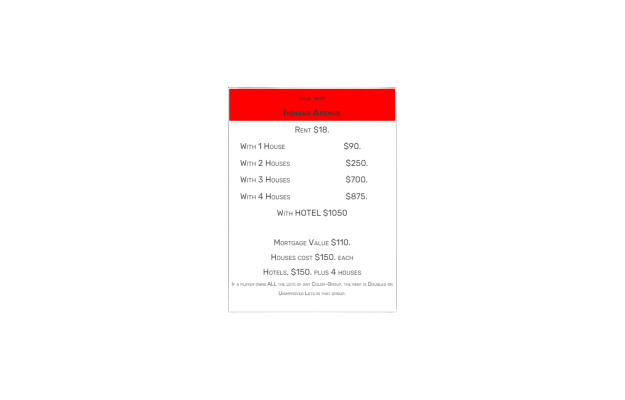 Title Deed
Indiana Avenue
Rent $18.
With 1 House $90.
With 2 Houses $250.
With 3 Houses $700.
With 4 Houses $875.
With HOTEL $1050
Mortgage Value $110.
Houses cost $150. each
Hotels, $150. plus 4 houses
If a player owns ALL the lots of any Color-Group, the rent is Doubled on
Unimproved Lots in that group.